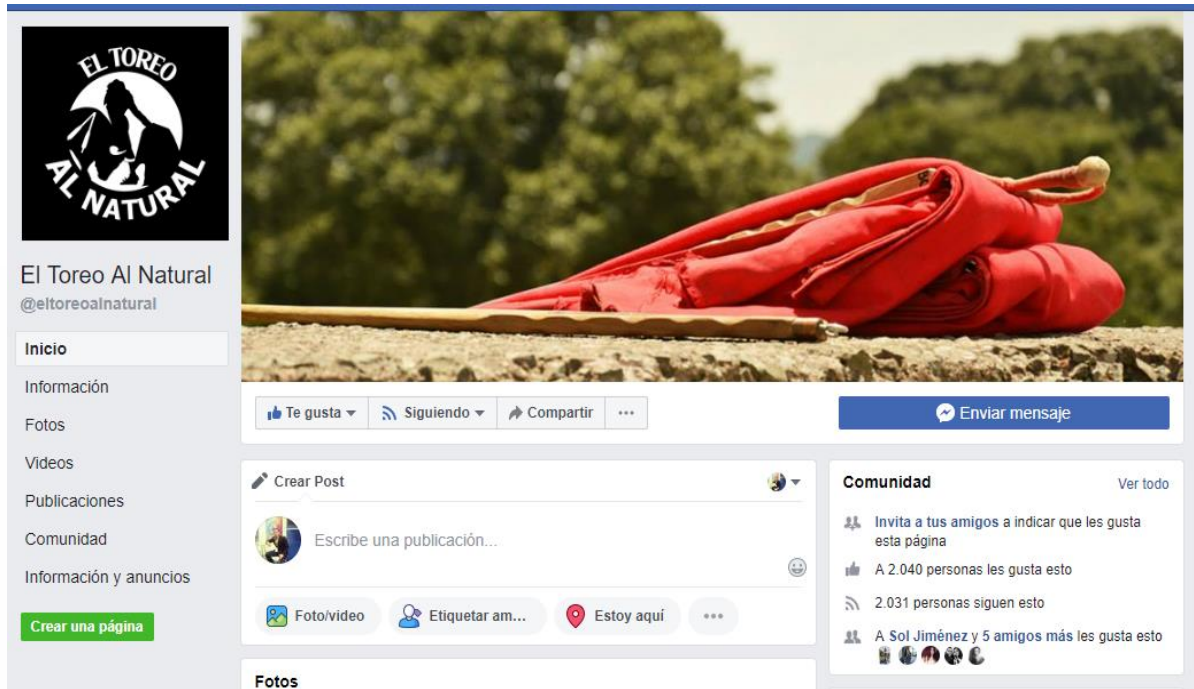 EL TOREO
AL NATURAL
El Toreo Al Natural
@eltoreoalnatural
Inicio
Información
Fotos
Videos
Publicaciones
Comunidad
Información y anuncios
Crear una página
Te gusta
Siguiendo
Compartir
Enviar mensaje
Crear Post
Escribe una publicación...
Foto/video
Etiquetar am...
Estoy aquí
Fotos
Comunidad
Ver todo
Invita a tus amigos a indicar que les gusta
esta página
A 2.040 personas les gusta esto
2.031 personas siguen esto
A Sol Jiménez y 5 amigos más les gusta esto